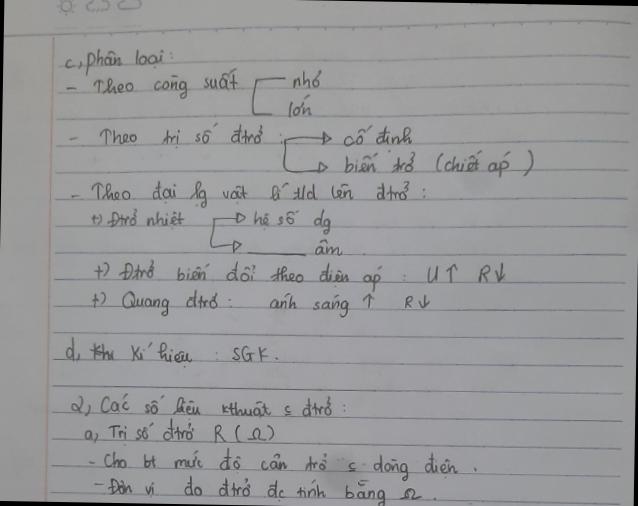 c, phân loại:
- Theo công suất nhỏ
lớn
- Theo trị số đtrở: cố định
biến trở (chiết áp)
- Theo đại lg vật lí t/d lên đtrở:
+) Đtrở nhiệt hệ số dg
____ âm
+) Đtrở biến đổi theo điện áp: U↑ R↓
+) Quang đtrở: ánh sáng ↑ R↓
d, Kí hiệu: SGK.
2, Các số liệu kthuật c đtrở:
a, Trị số đtrở R (Ω)
- Cho bt mức độ cản trở c dòng điện.
- Đơn vị đo đtrở đc tính bằng Ω.